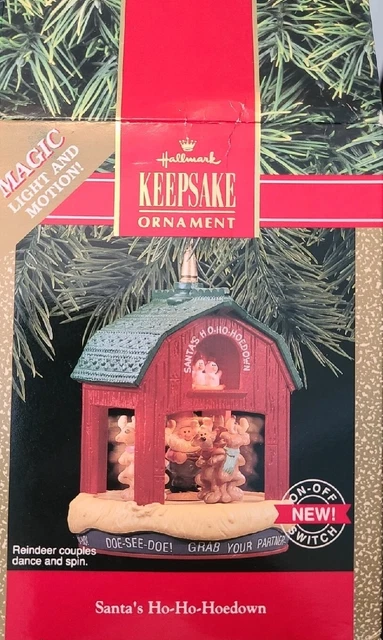 MAGIC
LIGHT AND
MOTION!
Hallmark
KEEPSAKE
ORNAMENT
SANTA'S HO-HO-HOEDOWN
DOE-SEE-DOE! GRAB YOUR PARTNER
ON-OFF
NEW!
SWITCH
Reindeer couples
dance and spin.
Santa's Ho-Ho-Hoedown